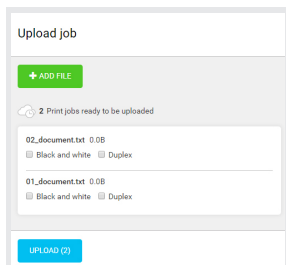 Upload job
+ ADD FILE
2 Print jobs ready to be uploaded
02_document.txt 0.0B
Black and white Duplex
01_document.txt 0.0B
Black and white Duplex
UPLOAD (2)